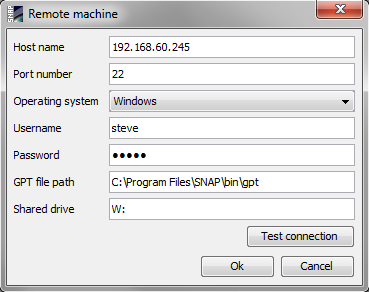 SNAP
Remote machine
Host name 192.168.60.245
Port number 22
Operating system Windows
Username steve
Password •••••
GPT file path C:\Program Files\SNAP\bin\gpt
Shared drive W:
Test connection
Ok Cancel